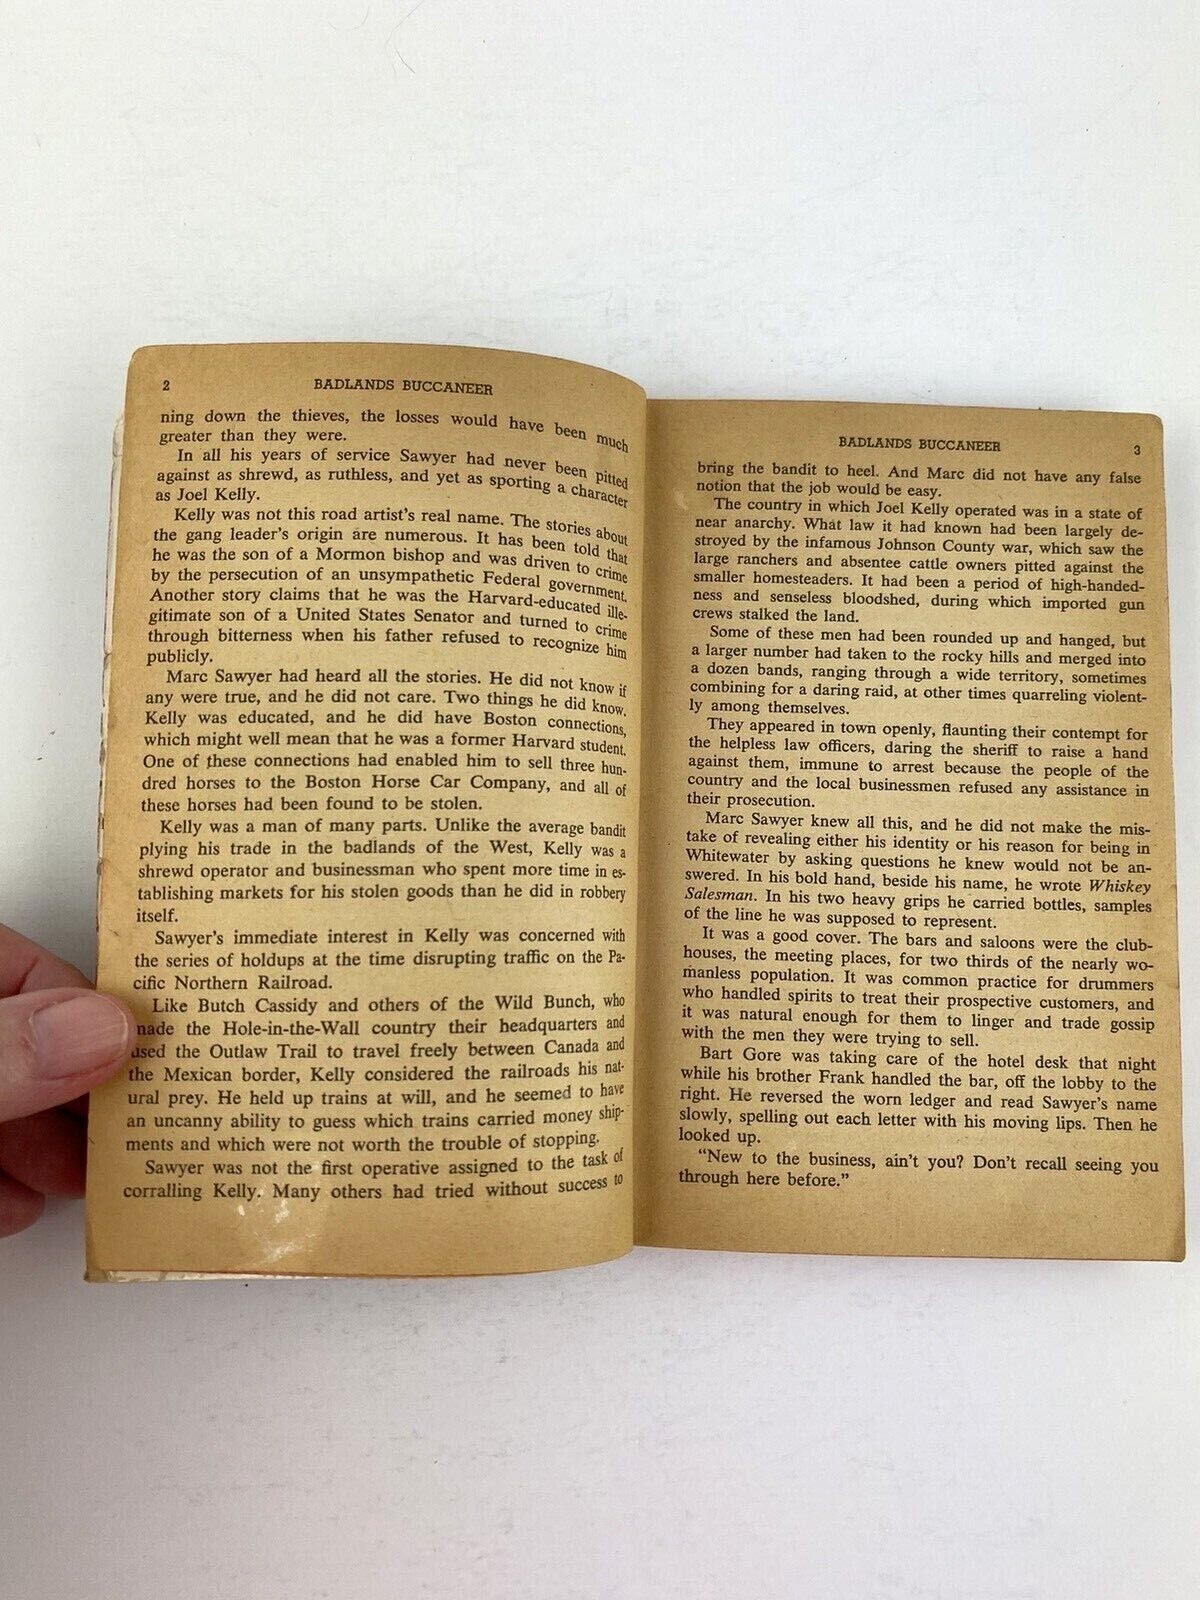 2 BADLANDS BUCCANEER
ning down the thieves, the losses would have been much
greater than they were.
In all his years of service Sawyer had never been pitted
against as shrewd, as ruthless, and yet as sporting a character
as Joel Kelly.
Kelly was not this road artist's real name. The stories about
the gang leader's origin are numerous. It has been told that
he was the son of a Mormon bishop and was driven to crime
by the persecution of an unsympathetic Federal government.
Another story claims that he was the Harvard-educated ille-
gitimate son of a United States Senator and turned to crime
through bitterness when his father refused to recognize him
publicly.
Marc Sawyer had heard all the stories. He did not know if
any were true, and he did not care. Two things he did know.
Kelly was educated, and he did have Boston connections,
which might well mean that he was a former Harvard student.
One of these connections had enabled him to sell three hun-
dred horses to the Boston Horse Car Company, and all of
these horses had been found to be stolen.
Kelly was a man of many parts. Unlike the average bandit
plying his trade in the badlands of the West, Kelly was a
shrewd operator and businessman who spent more time in es-
tablishing markets for his stolen goods than he did in robbery
itself.
Sawyer's immediate interest in Kelly was concerned with
the series of holdups at the time disrupting traffic on the Pa-
cific Northern Railroad.
Like Butch Cassidy and others of the Wild Bunch, who
made the Hole-in-the-Wall country their headquarters and
used the Outlaw Trail to travel freely between Canada and
the Mexican border, Kelly considered the railroads his nat-
ural prey. He held up trains at will, and he seemed to have
an uncanny ability to guess which trains carried money ship-
ments and which were not worth the trouble of stopping.
Sawyer was not the first operative assigned to the task of
corralling Kelly. Many others had tried without success to
BADLANDS BUCCANEER 3
bring the bandit to heel. And Marc did not have any false
notion that the job would be easy.
The country in which Joel Kelly operated was in a state of
near anarchy. What law it had known had been largely de-
stroyed by the infamous Johnson County war, which saw the
large ranchers and absentee cattle owners pitted against the
smaller homesteaders. It had been a period of high-handed-
ness and senseless bloodshed, during which imported gun
crews stalked the land.
Some of these men had been rounded up and hanged, but
a larger number had taken to the rocky hills and merged into
a dozen bands, ranging through a wide territory, sometimes
combining for a daring raid, at other times quarreling violent-
ly among themselves.
They appeared in town openly, flaunting their contempt for
the helpless law officers, daring the sheriff to raise a hand
against them, immune to arrest because the people of the
country and the local businessmen refused any assistance in
their prosecution.
Marc Sawyer knew all this, and he did not make the mis-
take of revealing either his identity or his reason for being in
Whitewater by asking questions he knew would not be an-
swered. In his bold hand, beside his name, he wrote Whiskey
Salesman. In his two heavy grips he carried bottles, samples
of the line he was supposed to represent.
It was a good cover. The bars and saloons were the club-
houses, the meeting places, for two thirds of the nearly wo-
manless population. It was common practice for drummers
who handled spirits to treat their prospective customers, and
it was natural enough for them to linger and trade gossip
with the men they were trying to sell.
Bart Gore was taking care of the hotel desk that night
while his brother Frank handled the bar, off the lobby to the
right. He reversed the worn ledger and read Sawyer's name
slowly, spelling out each letter with his moving lips. Then he
looked up.
"New to the business, ain't you? Don't recall seeing you
through here before."